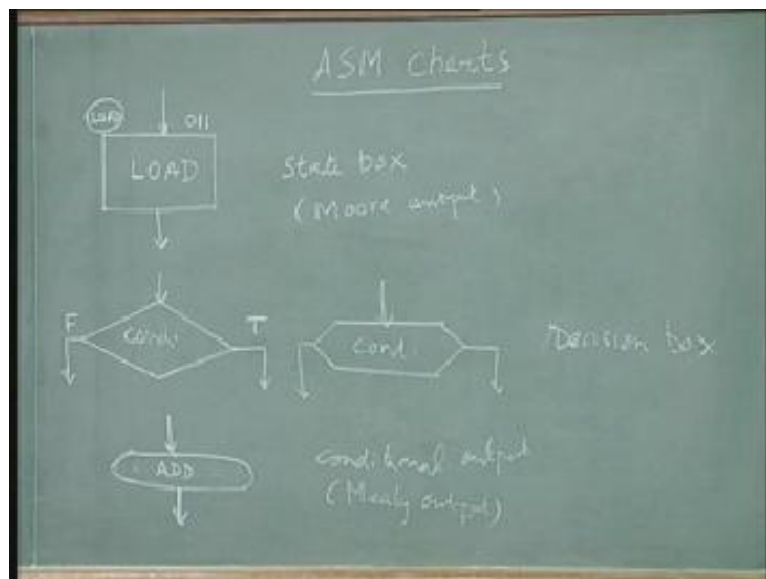 ASM Charts
LOAD
011
LOAD
State box
(Moore output)
F
Cond.
T
Cond.
Decision box
ADD
conditional output
(Mealy output)